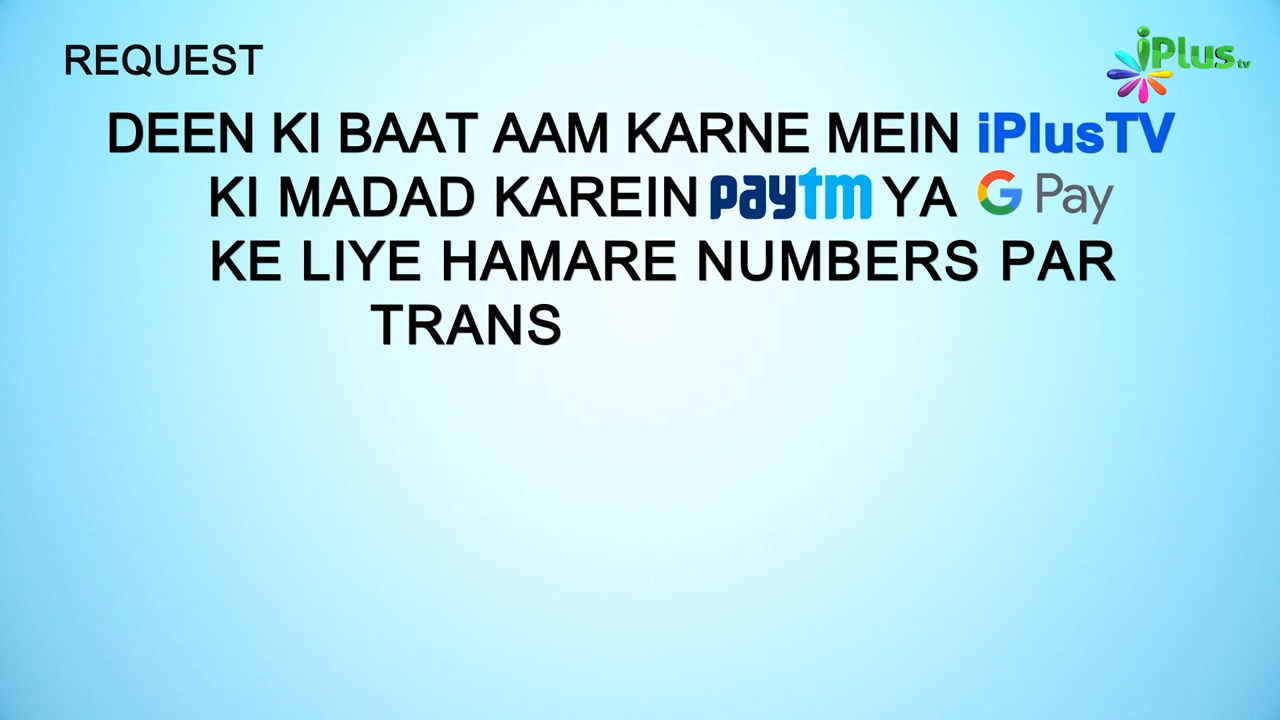 REQUEST
iPlus tv
DEEN KI BAAT AAM KARNE MEIN iPlusTV
KI MADAD KAREIN paytm YA G Pay
KE LIYE HAMARE NUMBERS PAR
TRANS